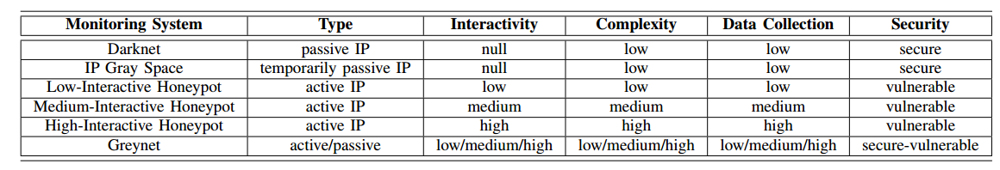 Monitoring System Type Interactivity Complexity Data Collection Security
Darknet passive IP null low low secure
IP Gray Space temporarily passive IP null low low secure
Low-Interactive Honeypot active IP low low low vulnerable
Medium-Interactive Honeypot active IP medium medium medium vulnerable
High-Interactive Honeypot active IP high high high vulnerable
Greynet active/passive low/medium/high low/medium/high low/medium/high secure-vulnerable